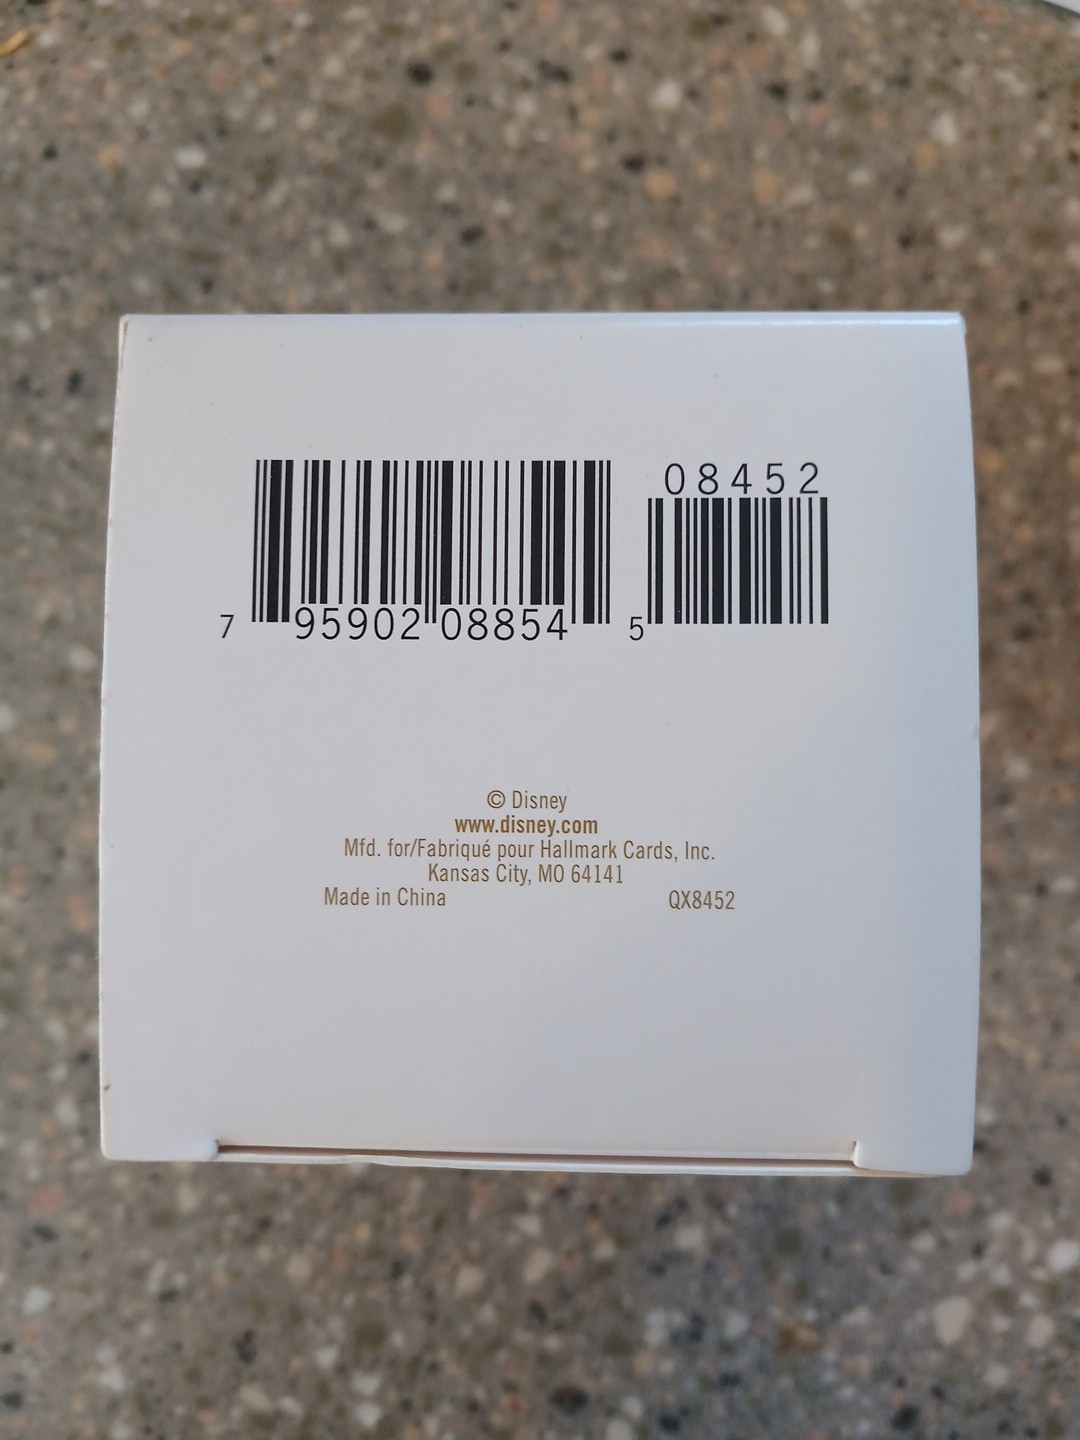 08452
7 95902 08854 5
© Disney
www.disney.com
Mfd. for/Fabriqué pour Hallmark Cards, Inc.
Kansas City, MO 64141
Made in China QX8452